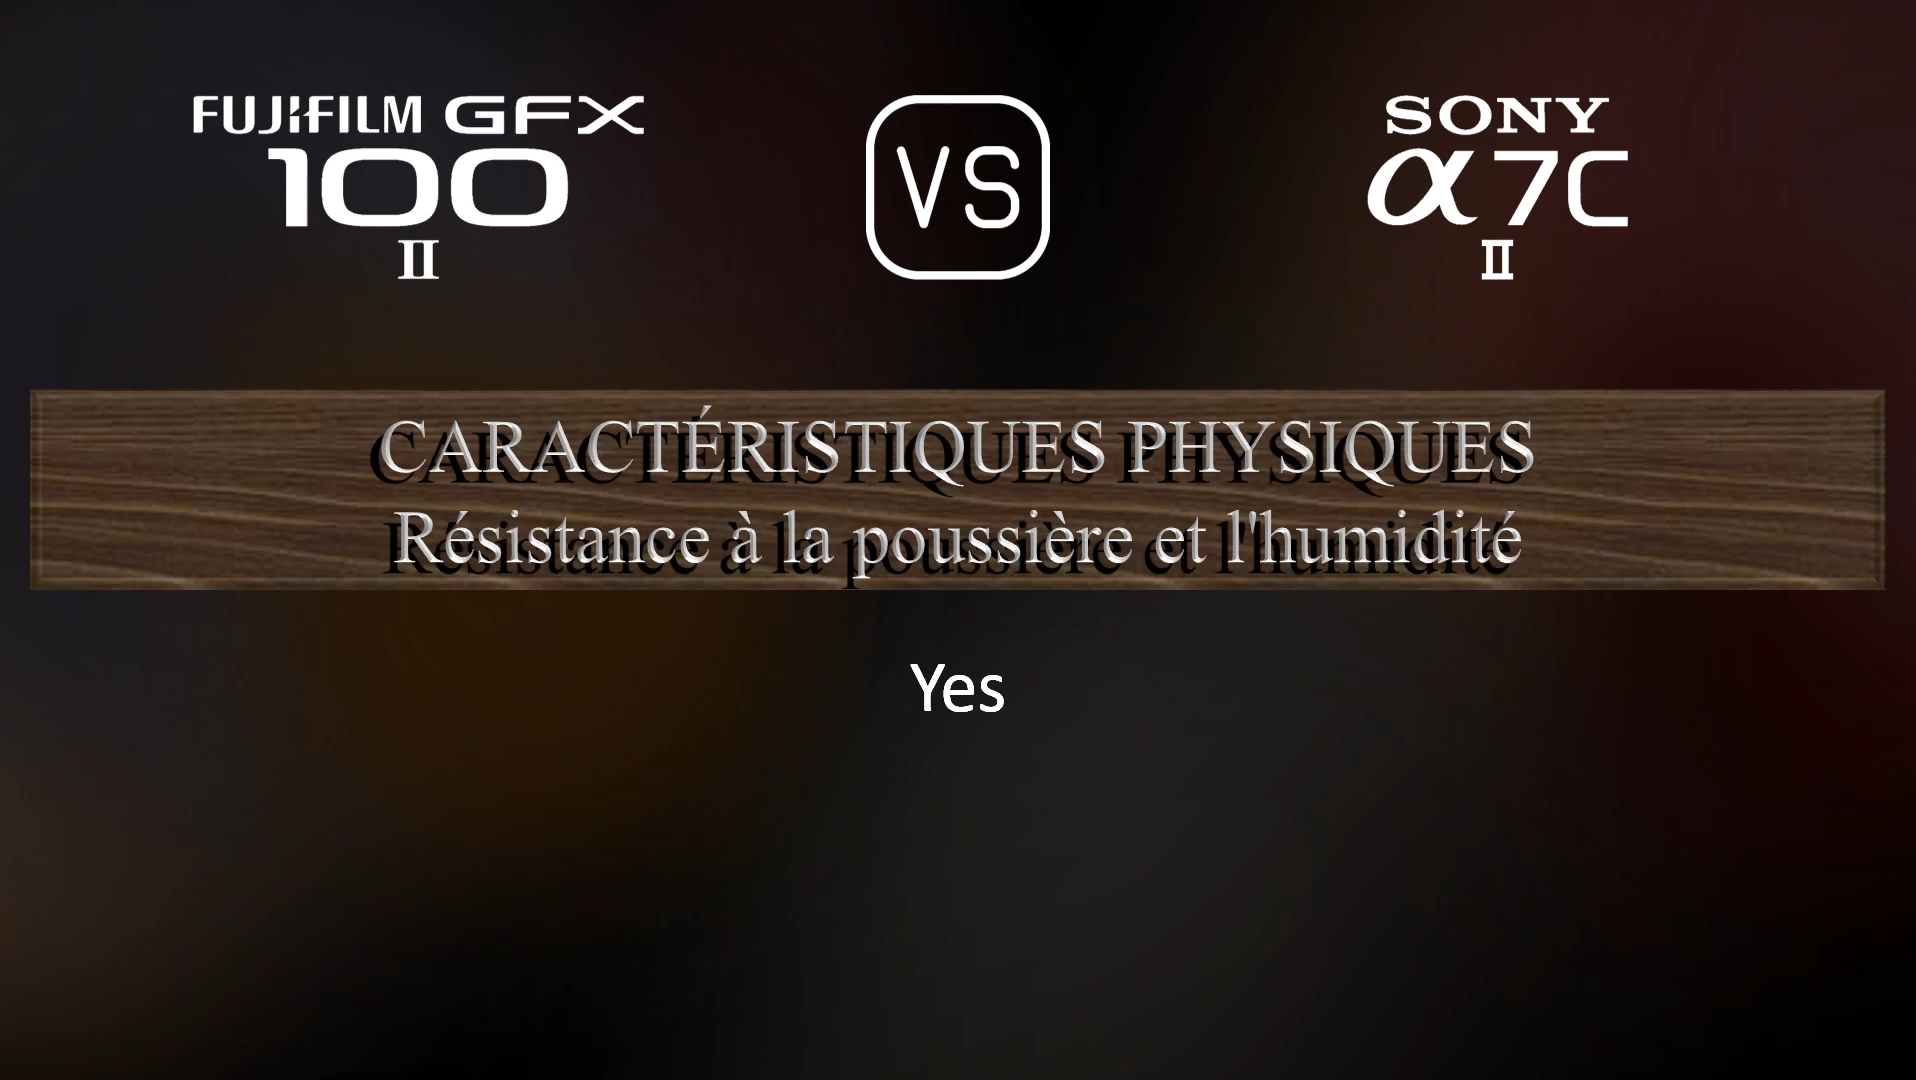 FUJIFILM GFX
100
II
VS
SONY
α7C
II
CARACTÉRISTIQUES PHYSIQUES
Résistance à la poussière et l'humidité
Yes